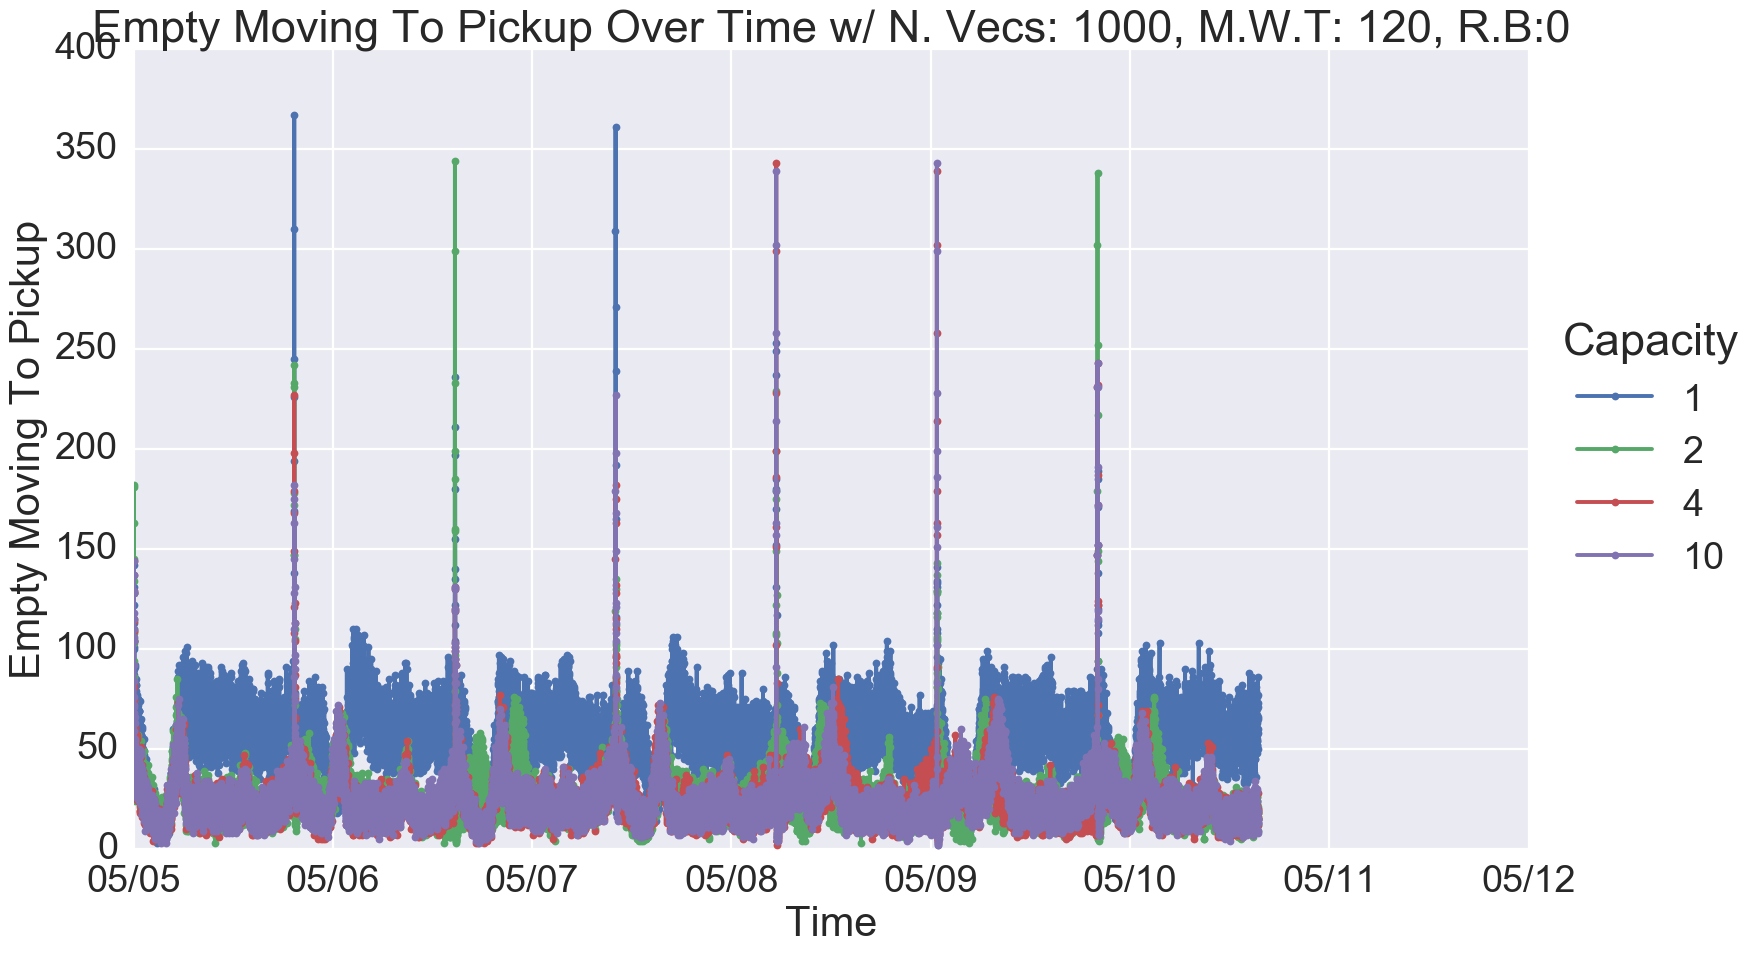 Empty Moving To Pickup Over Time w/ N. Vecs: 1000, M.W.T: 120, R.B:0
400
350
300
250
200
150
100
50
0
Empty Moving To Pickup
05/05 05/06 05/07 05/08 05/09 05/10 05/11 05/12
Time
Capacity
1
2
4
10